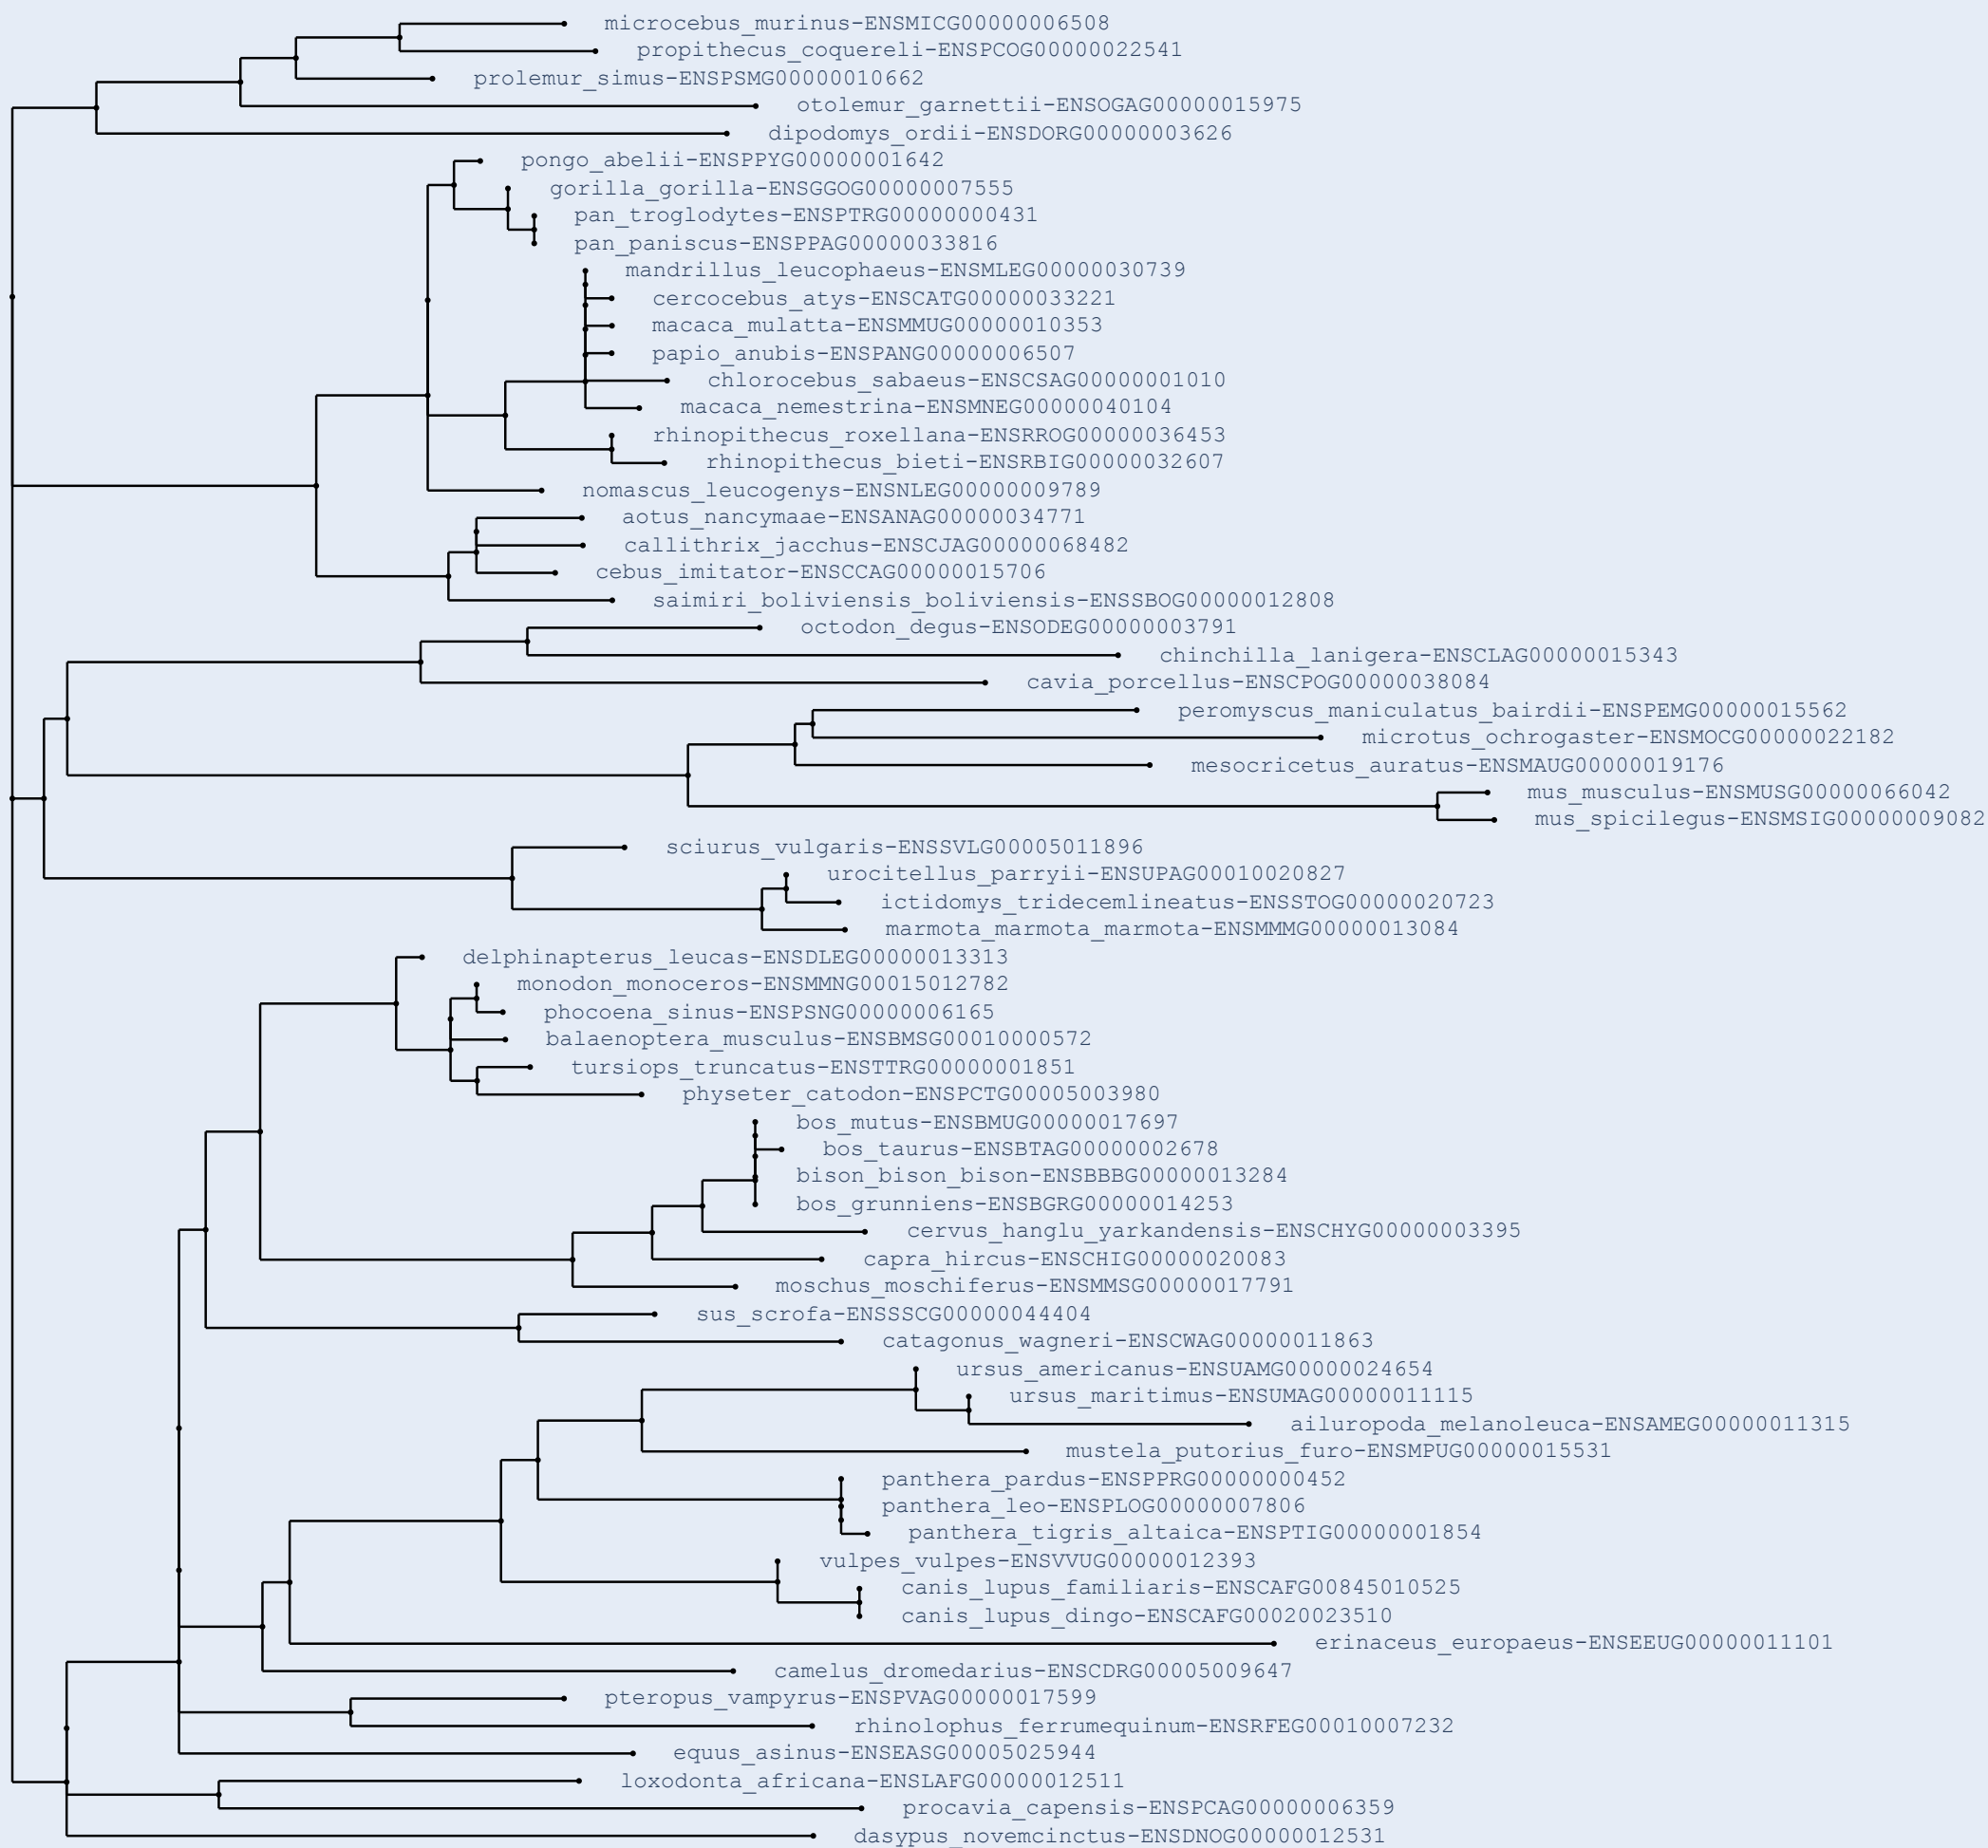 microcebus_murinus-ENSMICG00000006508
propithecus_coquereli-ENSPCOG00000022541
prolemur_simus-ENSPSMG00000010662
otolemur_garnettii-ENSOGAG00000015975
dipodomys_ordii-ENSDORG00000003626
pongo_abelii-ENSPPYG00000001642
gorilla_gorilla-ENSGGOG00000007555
pan_troglodytes-ENSPTRG00000000431
pan_paniscus-ENSPPAG00000033816
mandrillus_leucophaeus-ENSMLEG00000030739
cercocebus_atys-ENSCATG00000033221
macaca_mulatta-ENSMMUG00000010353
papio_anubis-ENSPANG00000006507
chlorocebus_sabaeus-ENSCSAG00000001010
macaca_nemestrina-ENSMNEG00000040104
rhinopithecus_roxellana-ENSRROG00000036453
rhinopithecus_bieti-ENSRBIG00000032607
nomascus_leucogenys-ENSNLEG00000009789
aotus_nancymaae-ENSANAG00000034771
callithrix_jacchus-ENSCJAG00000068482
cebus_imitator-ENSCCAG00000015706
saimiri_boliviensis_boliviensis-ENSSBOG00000012808
octodon_degus-ENSODEG00000003791
chinchilla_lanigera-ENSCLAG00000015343
cavia_porcellus-ENSCPOG00000038084
peromyscus_maniculatus_bairdii-ENSPEMG00000015562
microtus_ochrogaster-ENSMOCG00000022182
mesocricetus_auratus-ENSMAUG00000019176
mus_musculus-ENSMUSG00000066042
mus_spicilegus-ENSMSIG00000009082
sciurus_vulgaris-ENSSVLG00005011896
urocitellus_parryii-ENSUPAG00010020827
ictidomys_tridecemlineatus-ENSSTOG00000020723
marmota_marmota_marmota-ENSMMMG00000013084
delphinapterus_leucas-ENSDLEG00000013313
monodon_monoceros-ENSMMNG00015012782
phocoena_sinus-ENSPSNG00000006165
balaenoptera_musculus-ENSBMSG00010000572
tursiops_truncatus-ENSTTRG00000001851
physeter_catodon-ENSPCTG00005003980
bos_mutus-ENSBMUG00000017697
bos_taurus-ENSBTAG00000002678
bison_bison_bison-ENSBBBG00000013284
bos_grunniens-ENSBGRG00000014253
cervus_hanglu_yarkandensis-ENSCHYG00000003395
capra_hircus-ENSCHIG00000020083
moschus_moschiferus-ENSMMSG00000017791
sus_scrofa-ENSSSCG00000044404
catagonus_wagneri-ENSCWAG00000011863
ursus_americanus-ENSUAMG00000024654
ursus_maritimus-ENSUMAG00000011115
ailuropoda_melanoleuca-ENSAMEG00000011315
mustela_putorius_furo-ENSMPUG00000015531
panthera_pardus-ENSPPRG00000000452
panthera_leo-ENSPLOG00000007806
panthera_tigris_altaica-ENSPTIG00000001854
vulpes_vulpes-ENSVVUG00000012393
canis_lupus_familiaris-ENSCAFG00845010525
canis_lupus_dingo-ENSCAFG00020023510
erinaceus_europaeus-ENSEEUG00000011101
camelus_dromedarius-ENSCDRG00005009647
pteropus_vampyrus-ENSPVAG00000017599
rhinolophus_ferrumequinum-ENSRFEG00010007232
equus_asinus-ENSEASG00005025944
loxodonta_africana-ENSLAFG00000012511
procavia_capensis-ENSPCAG00000006359
dasypus_novemcinctus-ENSDNOG00000012531